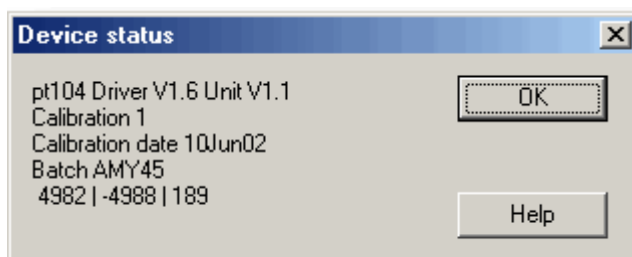 Device status
pt104 Driver V1.6 Unit V1.1
Calibration 1
Calibration date 10Jun02
Batch AMY45
4982 | -4988 | 189
OK
Help